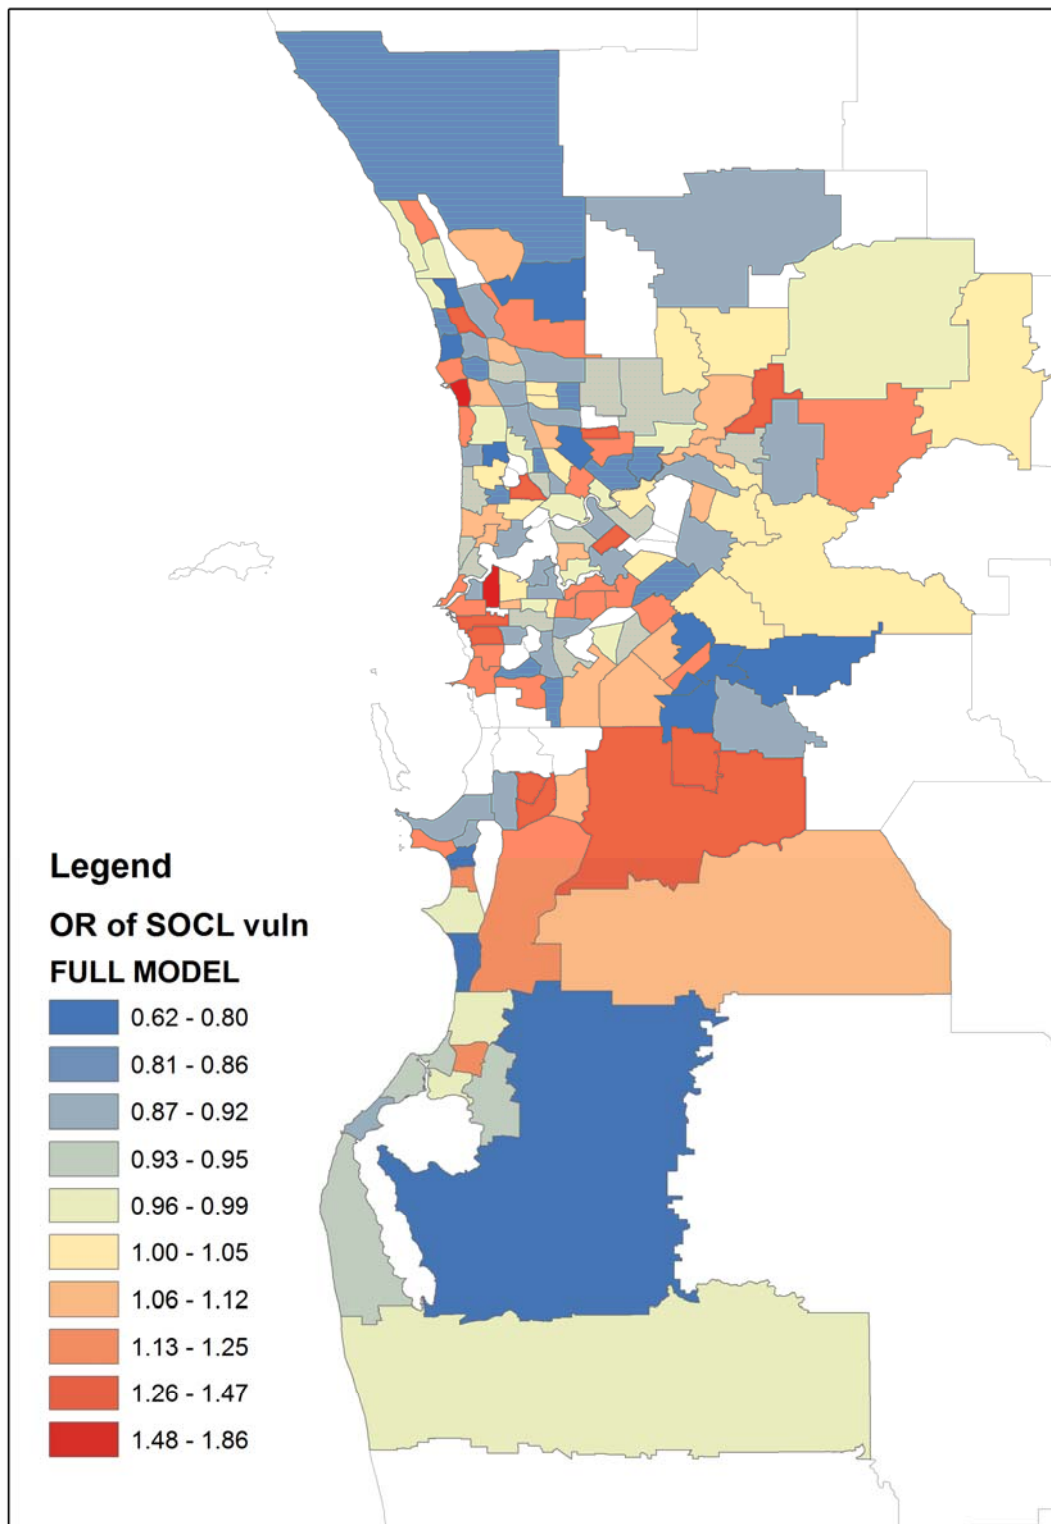 Legend
OR of SOCL vuln
FULL MODEL
0.62 - 0.80
0.81 - 0.86
0.87 - 0.92
0.93 - 0.95
0.96 - 0.99
1.00 - 1.05
1.06 - 1.12
1.13 - 1.25
1.26 - 1.47
1.48 - 1.86